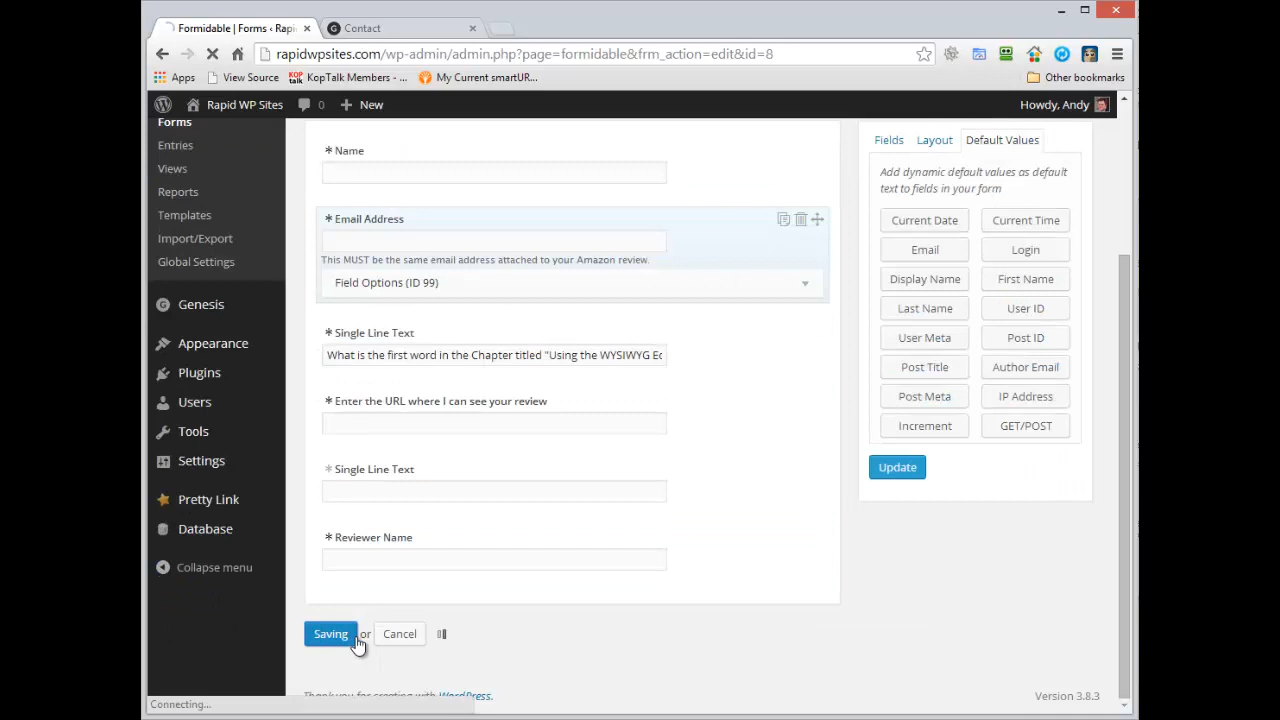 Formidable | Forms ‹ Rapi
Contact
rapidwpsites.com/wp-admin/admin.php?page=formidable&frm_action=edit&id=8
Apps
View Source
KOP talk
KopTalk Members - ...
My Current smartUR...
Other bookmarks
Rapid WP Sites
0
New
Howdy, Andy
Forms
Entries
Views
Reports
Templates
Import/Export
Global Settings
Genesis
Appearance
Plugins
Users
Tools
Settings
Pretty Link
Database
Collapse menu
* Name
* Email Address
This MUST be the same email address attached to your Amazon review.
Field Options (ID 99)
* Single Line Text
What is the first word in the Chapter titled "Using the WYSIWYG Ec
* Enter the URL where I can see your review
* Single Line Text
* Reviewer Name
Saving or Cancel
Fields Layout Default Values
Add dynamic default values as default
text to fields in your form
Current Date Current Time
Email Login
Display Name First Name
Last Name User ID
User Meta Post ID
Post Title Author Email
Post Meta IP Address
Increment GET/POST
Update
Thank you for creating with WordPress.
Version 3.8.3
Connecting...